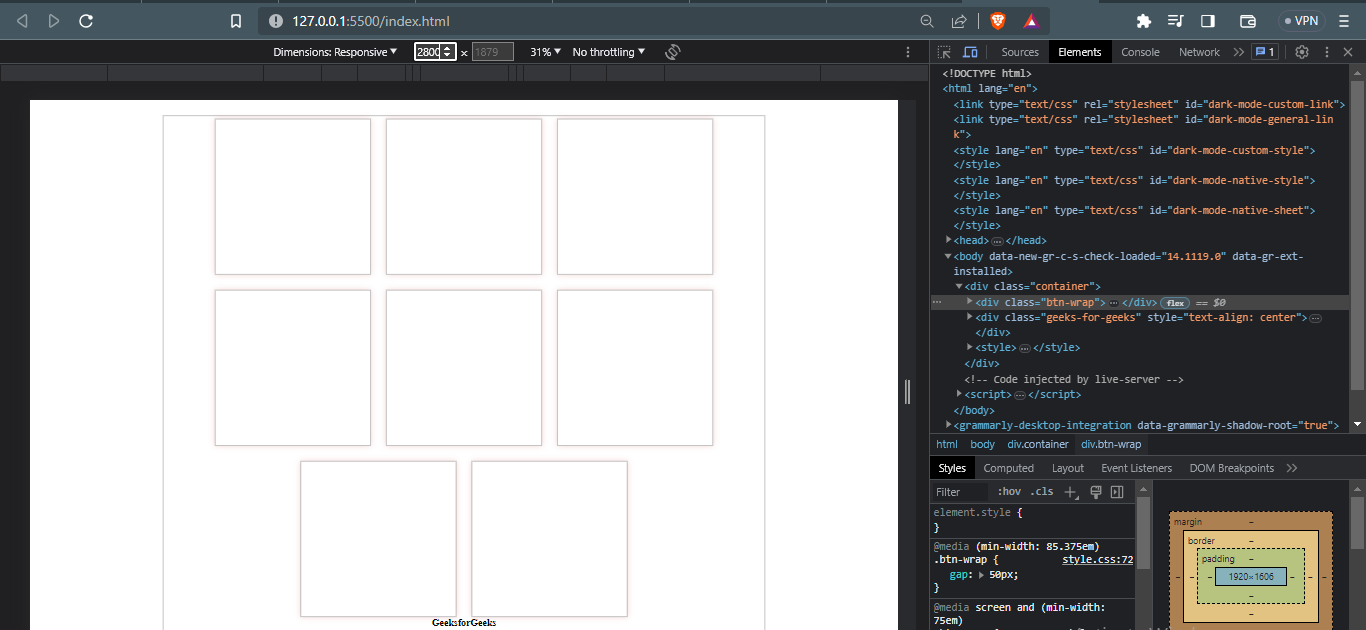 127.0.0.1:5500/index.html
VPN
Dimensions: Responsive 2800 x 1879 31% No throttling
Sources Elements Console Network 1
<!DOCTYPE html>
<html lang="en">
<link type="text/css" rel="stylesheet" id="dark-mode-custom-link">
<link type="text/css" rel="stylesheet" id="dark-mode-general-lin
k">
<style lang="en" type="text/css" id="dark-mode-custom-style">
</style>
<style lang="en" type="text/css" id="dark-mode-native-style">
</style>
<style lang="en" type="text/css" id="dark-mode-native-sheet">
</style>
<head> … </head>
<body data-new-gr-c-s-check-loaded="14.1119.0" data-gr-ext-
installed>
<div class="container">
… <div class="btn-wrap"> … </div> flex == $0
<div class="geeks-for-geeks" style="text-align: center"> …
</div>
<style> … </style>
</div>
<!-- Code injected by live-server -->
<script> … </script>
</body>
<grammarly-desktop-integration data-grammarly-shadow-root="true">
html body div.container div.btn-wrap
Styles Computed Layout Event Listeners DOM Breakpoints
Filter :hov .cls
element.style {
}
@media (min-width: 85.375em)
.btn-wrap { style.css:72
gap: 50px;
}
@media screen and (min-width:
75em)
margin –
border –
padding –
– – – 1920×1606 – – –
–
–
GeeksforGeeks